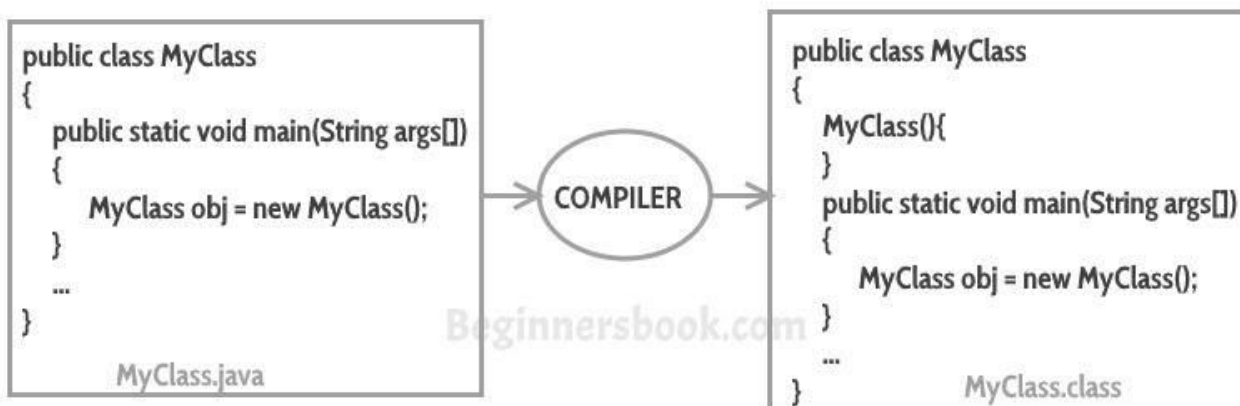 public class MyClass
{
public static void main(String args[])
{
MyClass obj = new MyClass();
}
...
}
MyClass.java
COMPILER
public class MyClass
{
MyClass(){
}
public static void main(String args[])
{
MyClass obj = new MyClass();
}
...
}
MyClass.class
Beginnersbook.com